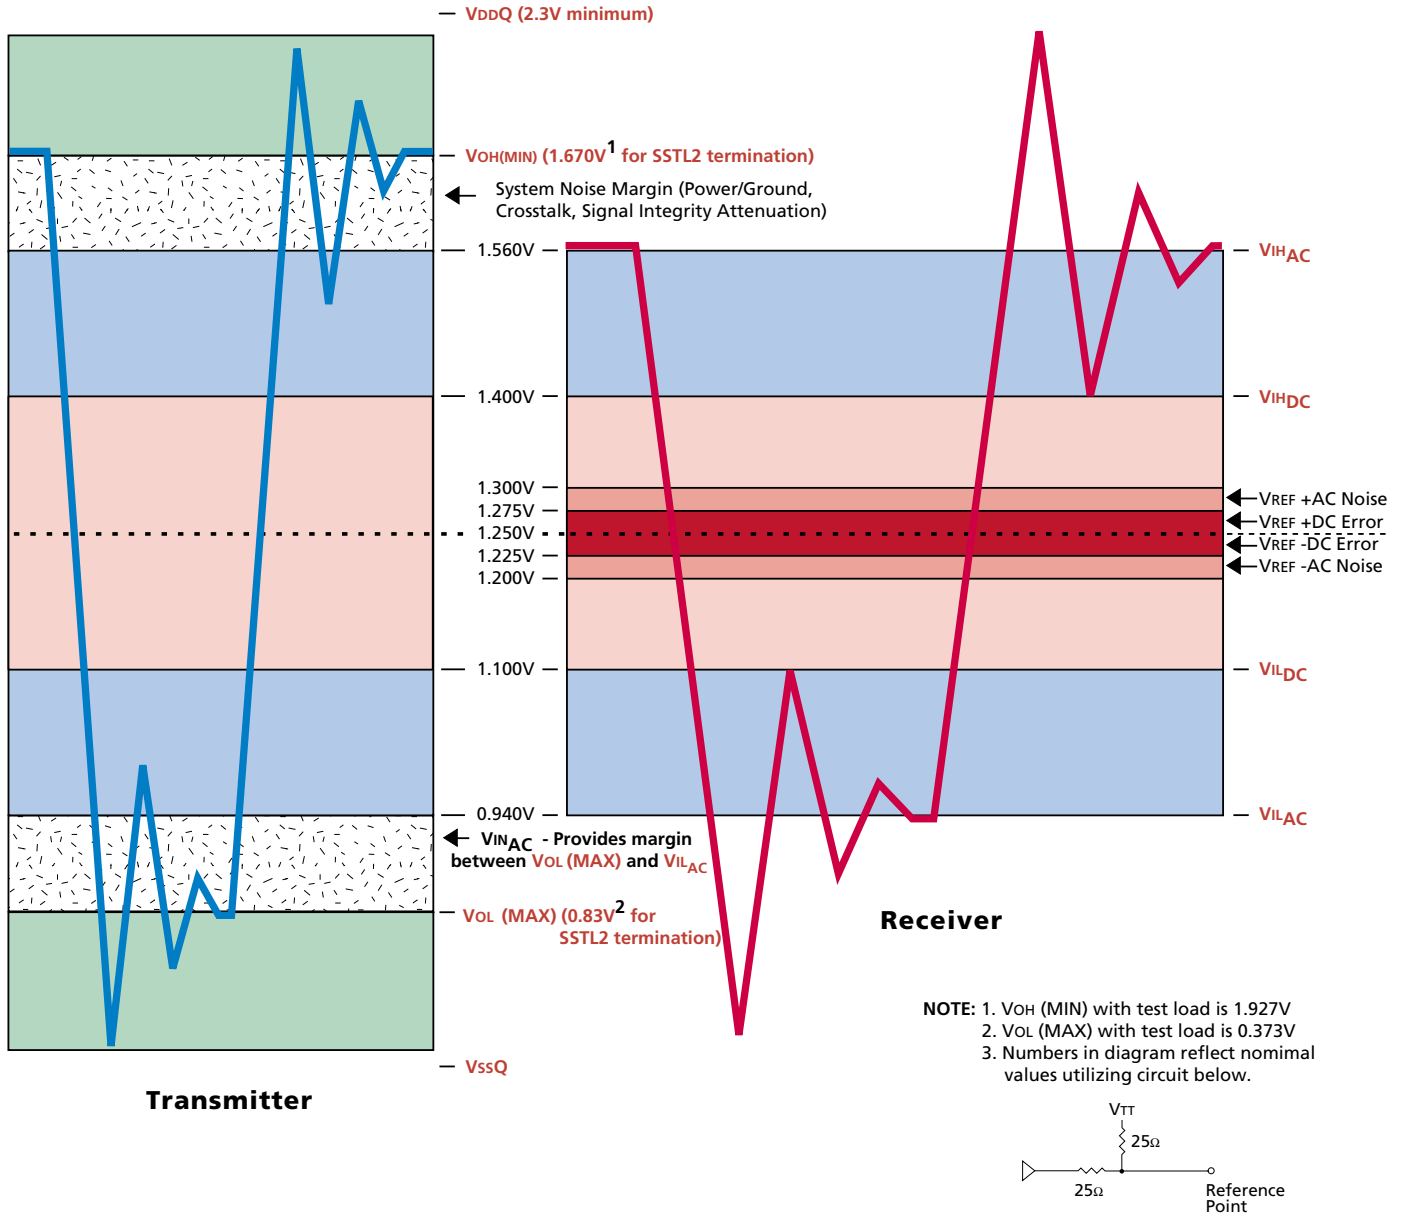 VDDQ (2.3V minimum)
VOH(MIN) (1.670V1 for SSTL2 termination)
System Noise Margin (Power/Ground,
Crosstalk, Signal Integrity Attenuation)
1.560V
VIHAC
1.400V
VIHDC
1.300V
VREF +AC Noise
1.275V
VREF +DC Error
1.250V
VREF -DC Error
1.225V
VREF -AC Noise
1.200V
1.100V
VILDC
0.940V
VILAC
VINAC - Provides margin
between VOL (MAX) and VILAC
VOL (MAX) (0.83V2 for
SSTL2 termination)
Receiver
NOTE: 1. VOH (MIN) with test load is 1.927V
2. VOL (MAX) with test load is 0.373V
3. Numbers in diagram reflect nomimal
values utilizing circuit below.
VssQ
Transmitter
VTT
25Ω
25Ω
Reference
Point